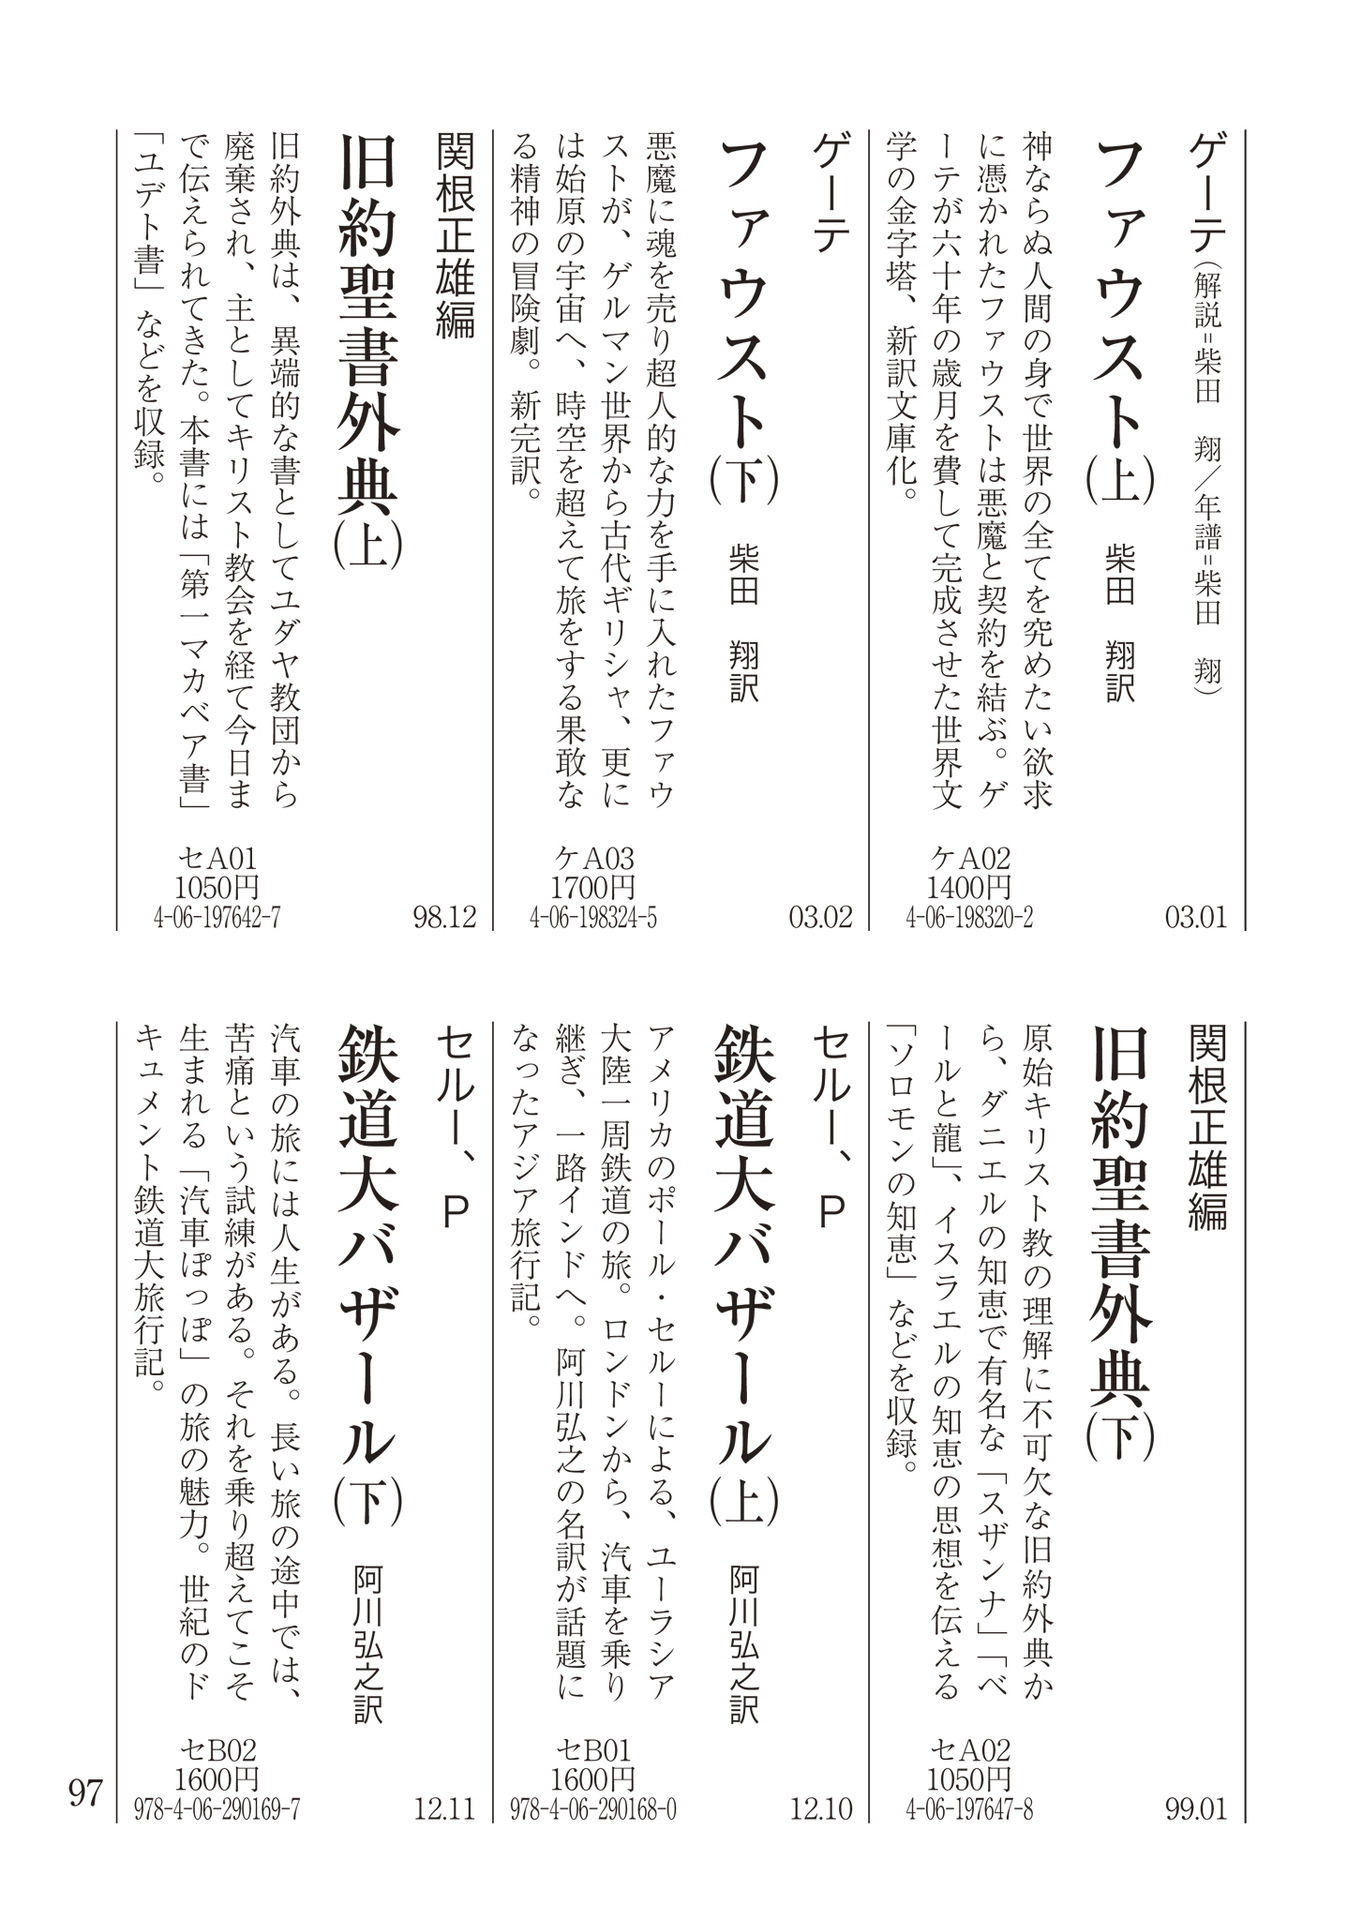 ゲーテ(解説=柴田　翔／年譜=柴田　翔)
ファウスト(上)　柴田　翔訳
神ならぬ人間の身で世界の全てを究めたい欲求
に憑かれたファウストは悪魔と契約を結ぶ。ゲ
ーテが六十年の歳月を費して完成させた世界文
学の金字塔、新訳文庫化。
ケA02
1400円
4-06-198320-2
03.01
ゲーテ
ファウスト(下)　柴田　翔訳
悪魔に魂を売り超人的な力を手に入れたファウ
ストが、ゲルマン世界から古代ギリシャ、更に
は始原の宇宙へ、時空を超えて旅をする果敢な
る精神の冒険劇。新完訳。
ケA03
1700円
4-06-198324-5
03.02
関根正雄編
旧約聖書外典(上)
旧約外典は、異端的な書としてユダヤ教団から
廃棄され、主としてキリスト教会を経て今日ま
で伝えられてきた。本書には「第一マカベア書」
「ユデト書」などを収録。
セA01
1050円
4-06-197642-7
98.12
関根正雄編
旧約聖書外典(下)
原始キリスト教の理解に不可欠な旧約外典か
ら、ダニエルの知恵で有名な「スザンナ」「ベ
ールと龍」、イスラエルの知恵の思想を伝える
「ソロモンの知恵」などを収録。
セA02
1050円
4-06-197647-8
99.01
セルー、P
鉄道大バザール(上)　阿川弘之訳
アメリカのポール・セルーによる、ユーラシア
大陸一周鉄道の旅。ロンドンから、汽車を乗り
継ぎ、一路インドへ。阿川弘之の名訳が話題に
なったアジア旅行記。
セB01
1600円
978-4-06-290168-0
12.10
セルー、P
鉄道大バザール(下)　阿川弘之訳
汽車の旅には人生がある。長い旅の途中では、
苦痛という試練がある。それを乗り超えてこそ
生まれる「汽車ぽっぽ」の旅の魅力。世紀のド
キュメント鉄道大旅行記。
セB02
1600円
978-4-06-290169-7
12.11
97